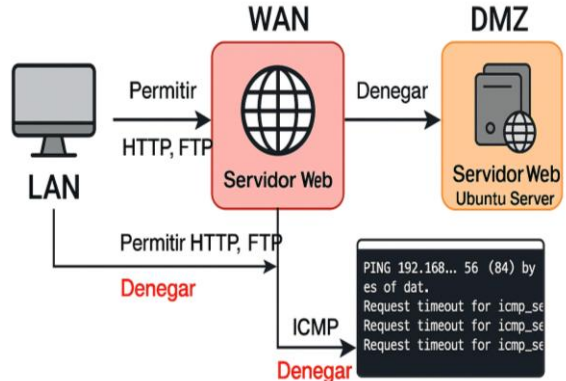 WAN
DMZ
Permitir
HTTP, FTP
LAN
Servidor Web
Denegar
Servidor Web
Ubuntu Server
Permitir HTTP, FTP
Denegar
ICMP
Denegar
PING 192.168... 56 (84) by
es of dat.
Request timeout for icmp_se
Request timeout for icmp_se
Request timeout for icmp_se